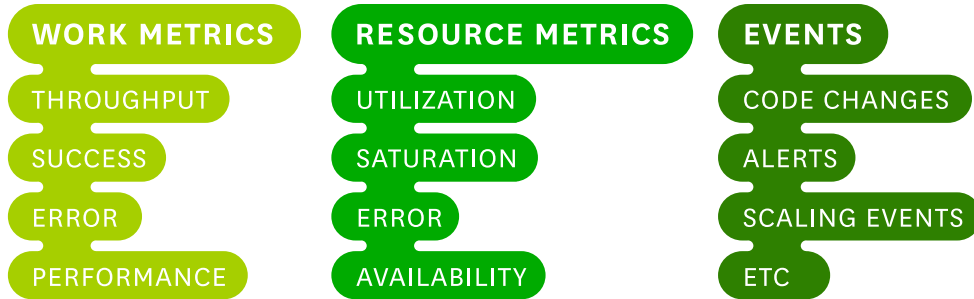 WORK METRICS
THROUGHPUT
SUCCESS
ERROR
PERFORMANCE
RESOURCE METRICS
UTILIZATION
SATURATION
ERROR
AVAILABILITY
EVENTS
CODE CHANGES
ALERTS
SCALING EVENTS
ETC